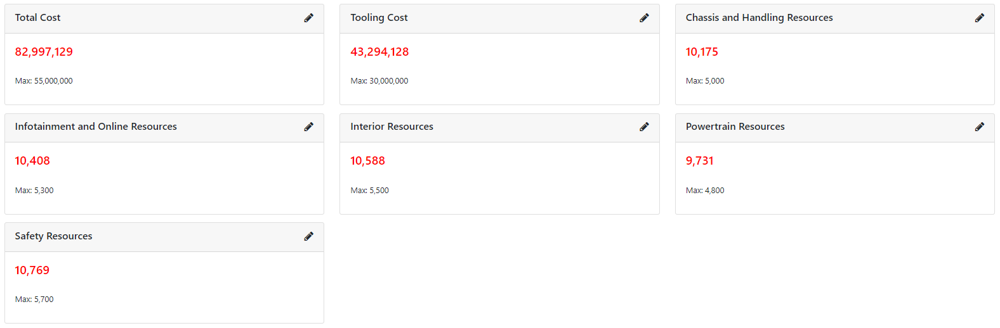 Total Cost
82,997,129
Max: 55,000,000
Tooling Cost
43,294,128
Max: 30,000,000
Chassis and Handling Resources
10,175
Max: 5,000
Infotainment and Online Resources
10,408
Max: 5,300
Interior Resources
10,588
Max: 5,500
Powertrain Resources
9,731
Max: 4,800
Safety Resources
10,769
Max: 5,700